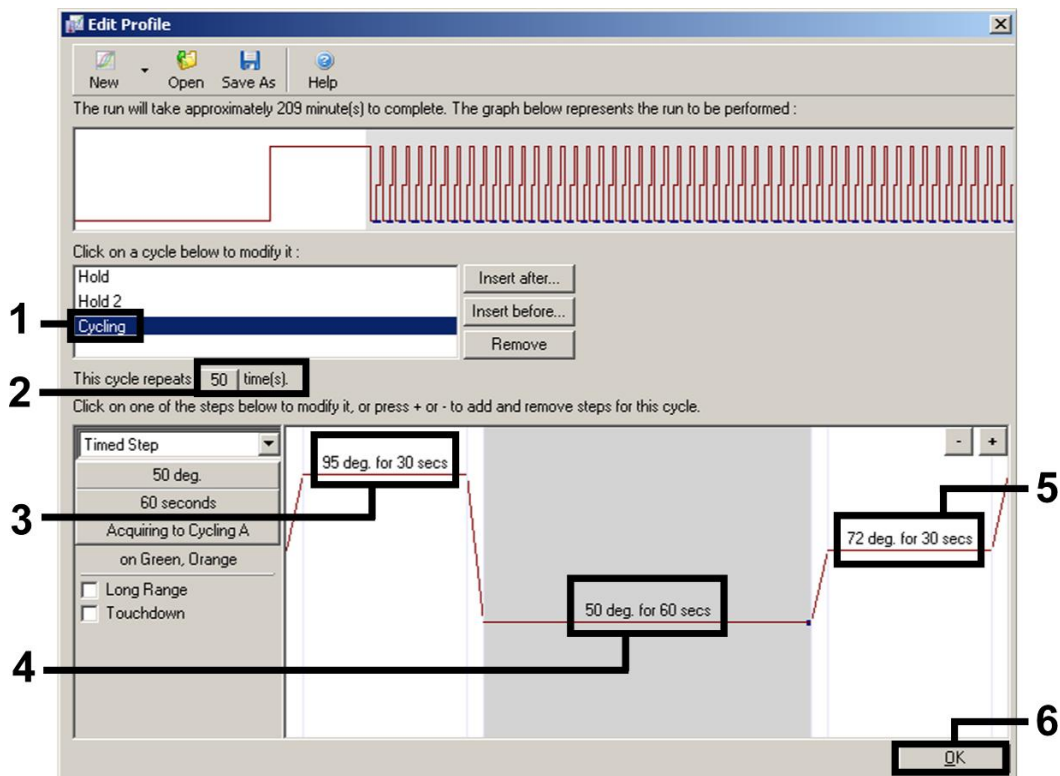 Edit Profile
New Open Save As Help
The run will take approximately 209 minute(s) to complete. The graph below represents the run to be performed :
Click on a cycle below to modify it :
Hold
Insert after...
Hold 2
Insert before...
1
Cycling
Remove
2
This cycle repeats 50 time(s).
Click on one of the steps below to modify it, or press + or - to add and remove steps for this cycle.
Timed Step
- +
50 deg.
60 seconds
Acquiring to Cycling A
on Green, Orange
Long Range
Touchdown
95 deg. for 30 secs
3
50 deg. for 60 secs
4
72 deg. for 30 secs
5
6
OK